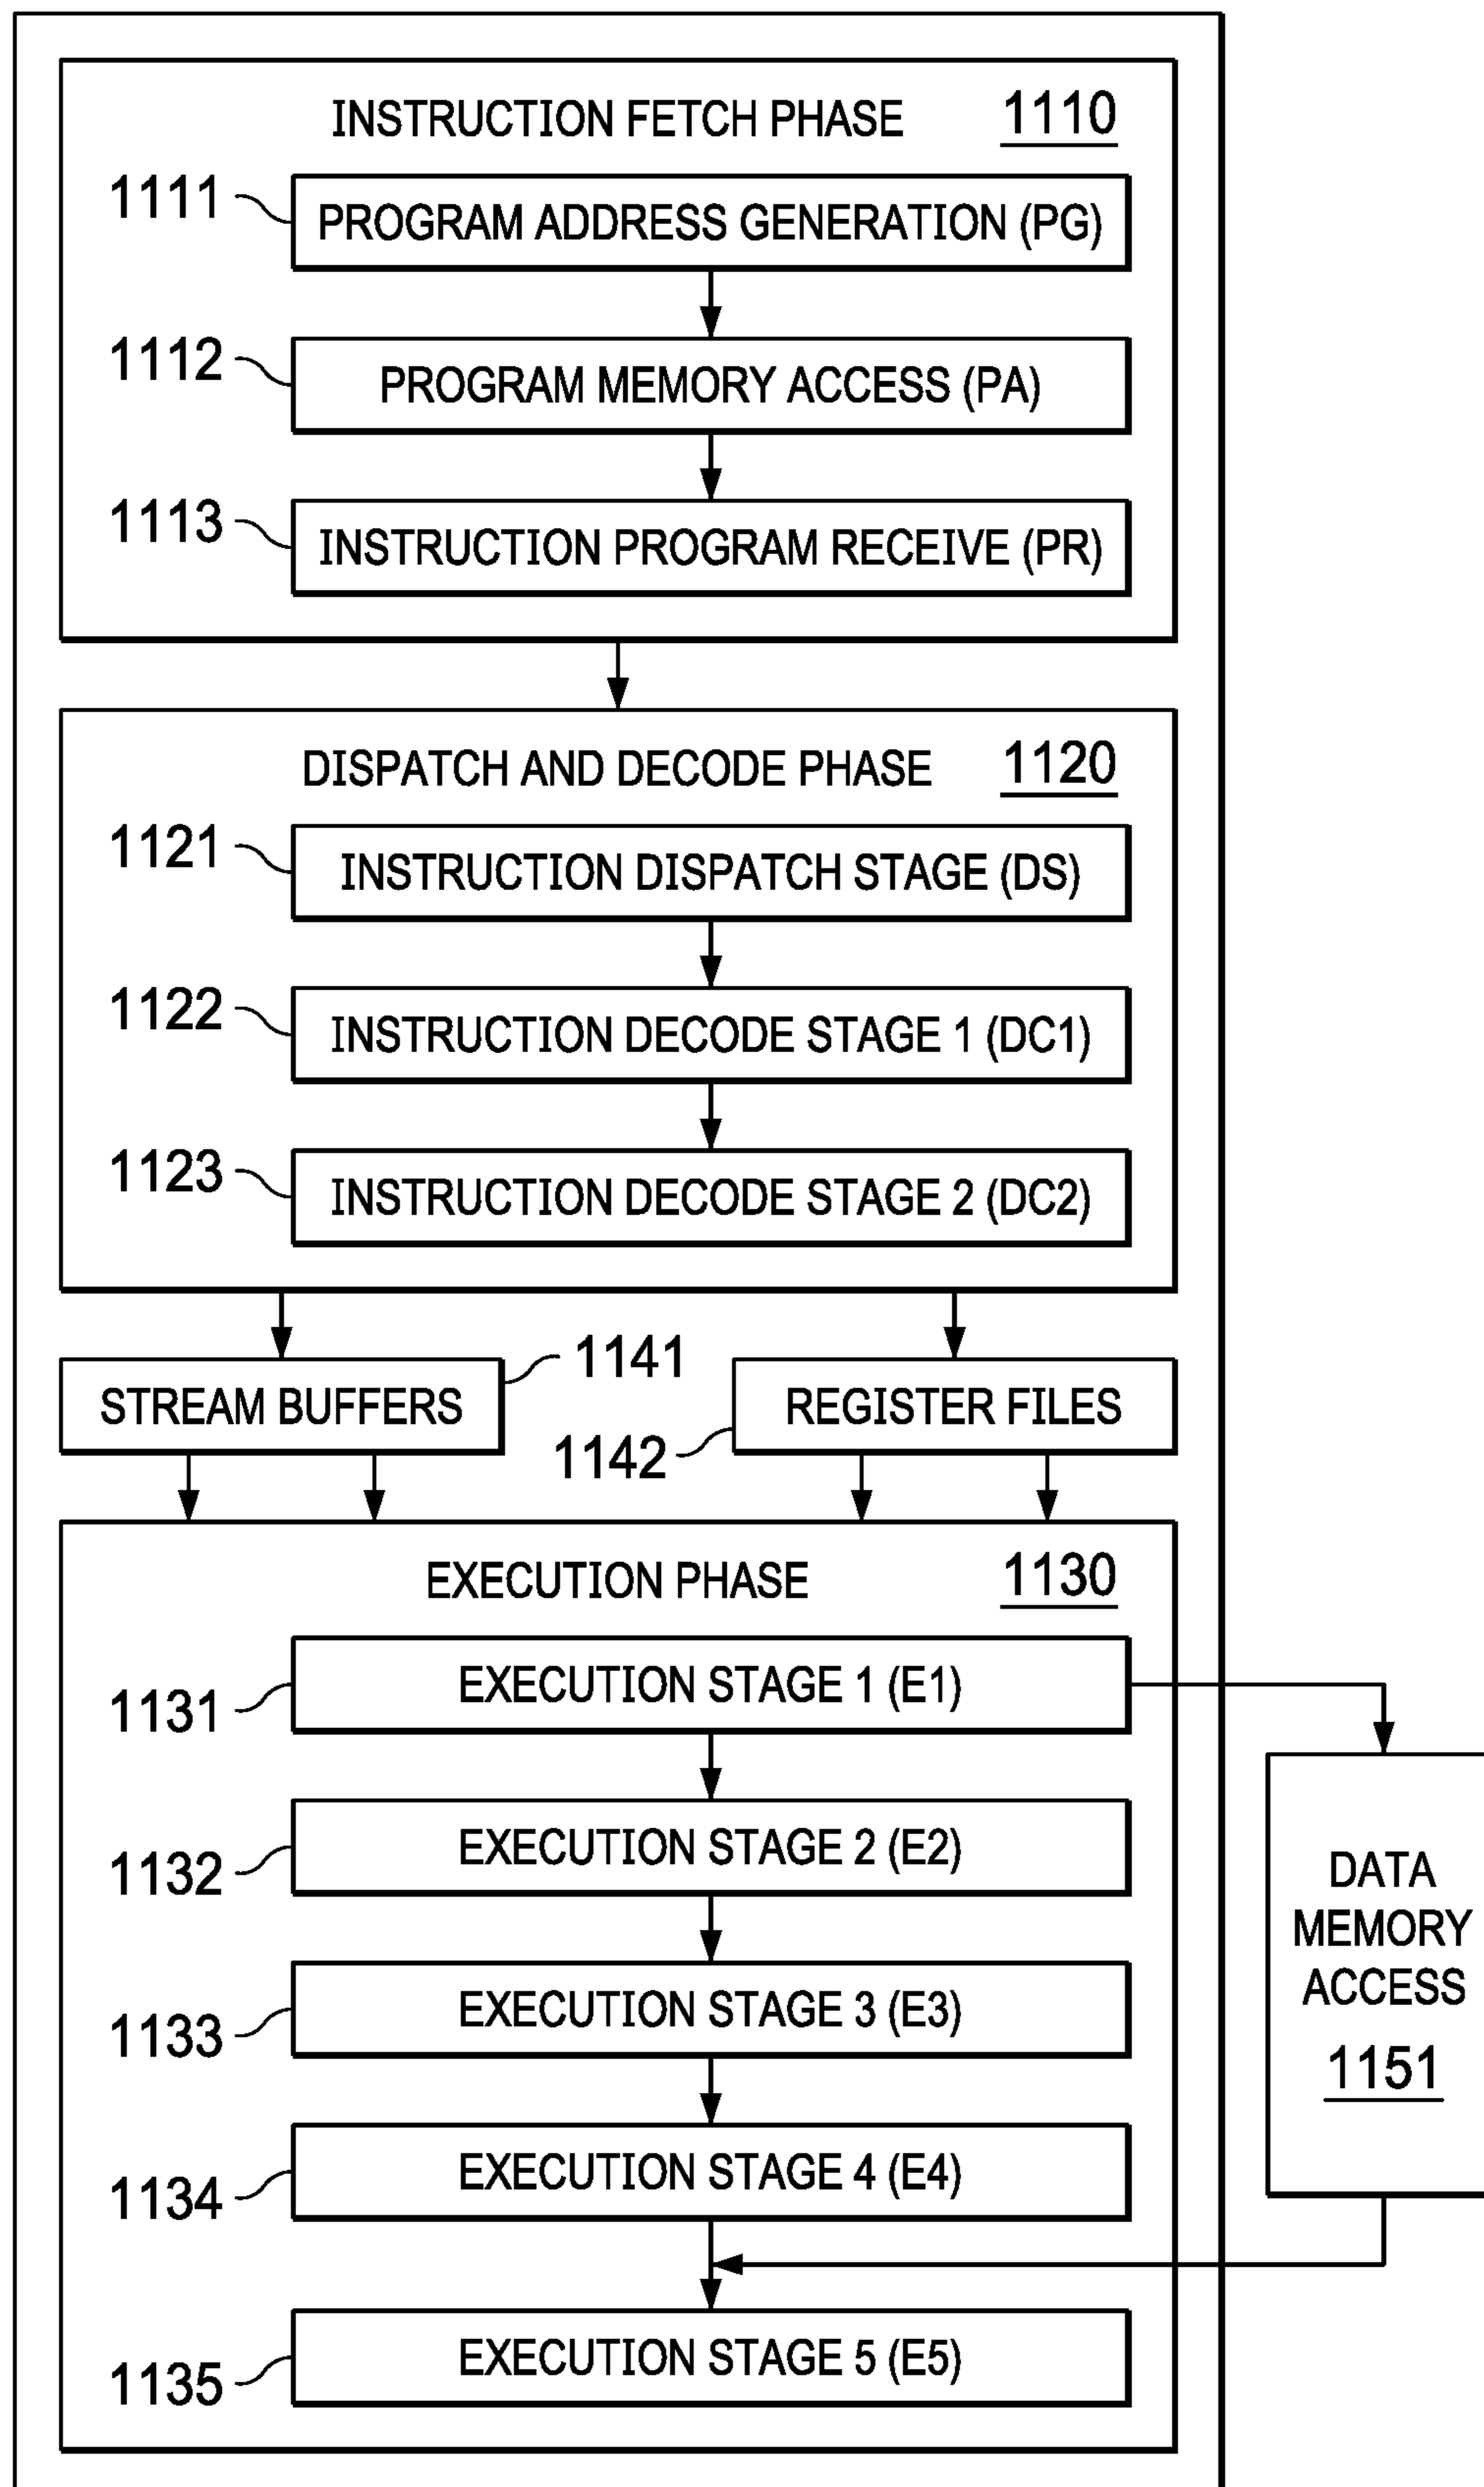 INSTRUCTION FETCH PHASE 1110
1111 PROGRAM ADDRESS GENERATION (PG)
1112 PROGRAM MEMORY ACCESS (PA)
1113 INSTRUCTION PROGRAM RECEIVE (PR)
DISPATCH AND DECODE PHASE 1120
1121 INSTRUCTION DISPATCH STAGE (DS)
1122 INSTRUCTION DECODE STAGE 1 (DC1)
1123 INSTRUCTION DECODE STAGE 2 (DC2)
STREAM BUFFERS
1141
REGISTER FILES
1142
EXECUTION PHASE 1130
1131 EXECUTION STAGE 1 (E1)
1132 EXECUTION STAGE 2 (E2)
1133 EXECUTION STAGE 3 (E3)
1134 EXECUTION STAGE 4 (E4)
1135 EXECUTION STAGE 5 (E5)
DATA
MEMORY
ACCESS
1151